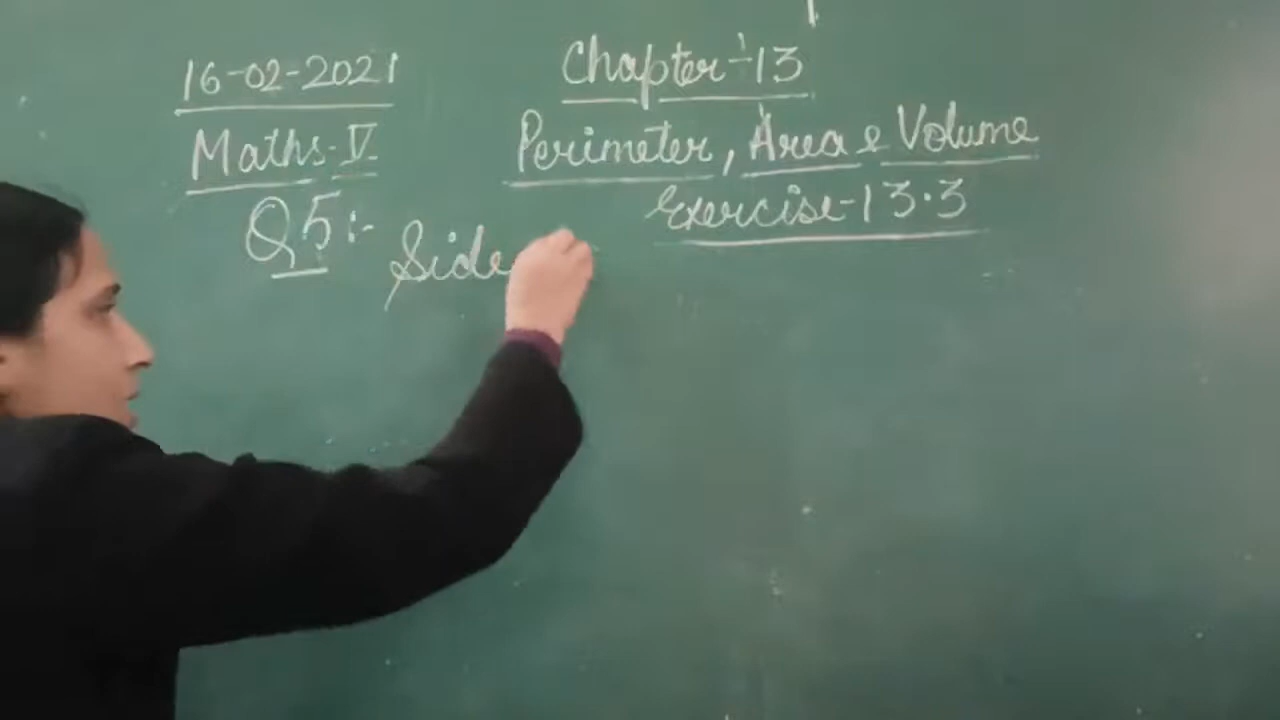 16-02-2021
Chapter-13
Maths-V
Perimeter, Area & Volume
Exercise-13.3
Q5:- Side